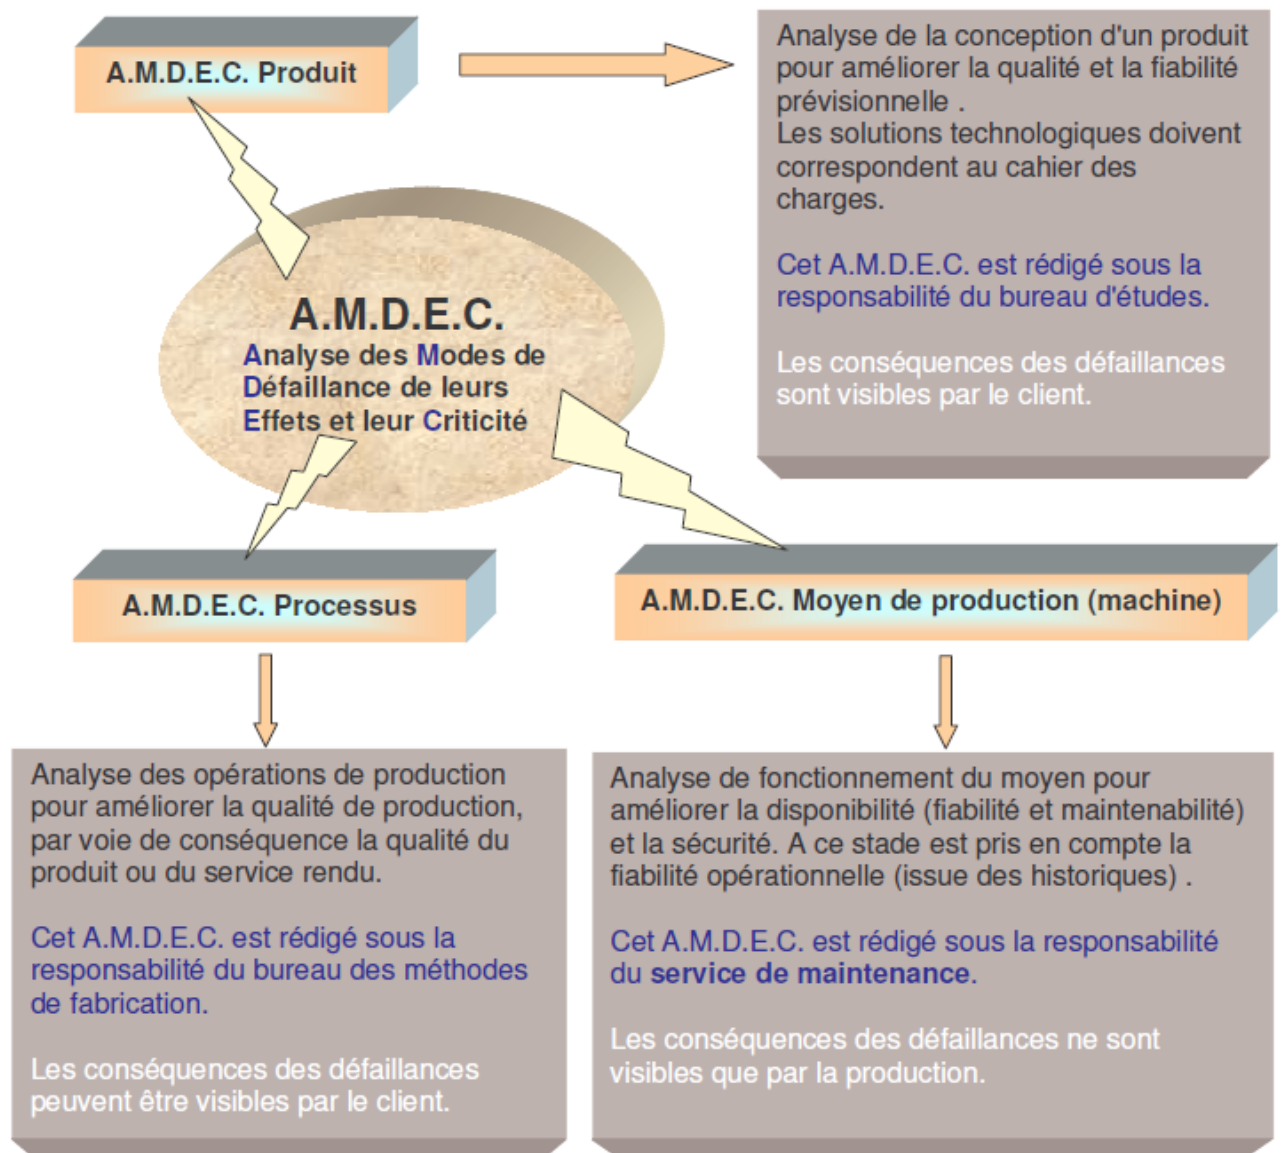 A.M.D.E.C. Produit
Analyse de la conception d'un produit
pour améliorer la qualité et la fiabilité
prévisionnelle .
Les solutions technologiques doivent
correspondent au cahier des
charges.
Cet A.M.D.E.C. est rédigé sous la
responsabilité du bureau d'études.
Les conséquences des défaillances
sont visibles par le client.
A.M.D.E.C.
Analyse des Modes de
Défaillance de leurs
Effets et leur Criticité
A.M.D.E.C. Processus
Analyse des opérations de production
pour améliorer la qualité de production,
par voie de conséquence la qualité du
produit ou du service rendu.
Cet A.M.D.E.C. est rédigé sous la
responsabilité du bureau des méthodes
de fabrication.
Les conséquences des défaillances
peuvent être visibles par le client.
A.M.D.E.C. Moyen de production (machine)
Analyse de fonctionnement du moyen pour
améliorer la disponibilité (fiabilité et maintenabilité)
et la sécurité. A ce stade est pris en compte la
fiabilité opérationnelle (issue des historiques) .
Cet A.M.D.E.C. est rédigé sous la responsabilité
du service de maintenance.
Les conséquences des défaillances ne sont
visibles que par la production.